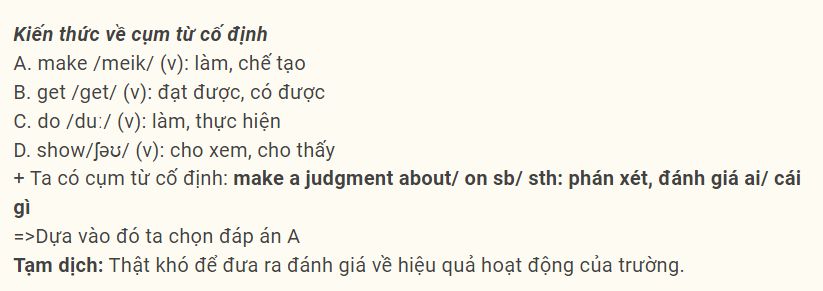 Kiến thức về cụm từ cố định
A. make /meik/ (v): làm, chế tạo
B. get /get/ (v): đạt được, có được
C. do /duː/ (v): làm, thực hiện
D. show/ʃəʊ/ (v): cho xem, cho thấy
+ Ta có cụm từ cố định: make a judgment about/ on sb/ sth: phán xét, đánh giá ai/ cái
gì
=>Dựa vào đó ta chọn đáp án A
Tạm dịch: Thật khó để đưa ra đánh giá về hiệu quả hoạt động của trường.